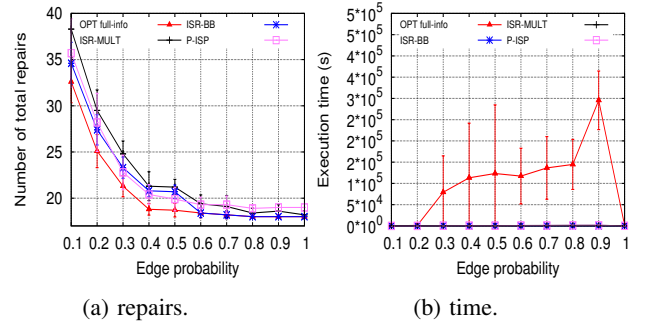 OPT full-info ISR-BB
ISR-MULT P-ISP
Number of total repairs
40
35
30
25
20
0.1 0.2 0.3 0.4 0.5 0.6 0.7 0.8 0.9 1
Edge probability
(a) repairs.
OPT full-info ISR-MULT
ISR-BB P-ISP
Execution time (s)
5*10^5
5*10^5
4*10^5
4*10^5
3*10^5
3*10^5
2*10^5
2*10^5
1*10^5
5*10^4
0*10^0
0.1 0.2 0.3 0.4 0.5 0.6 0.7 0.8 0.9 1
Edge probability
(b) time.